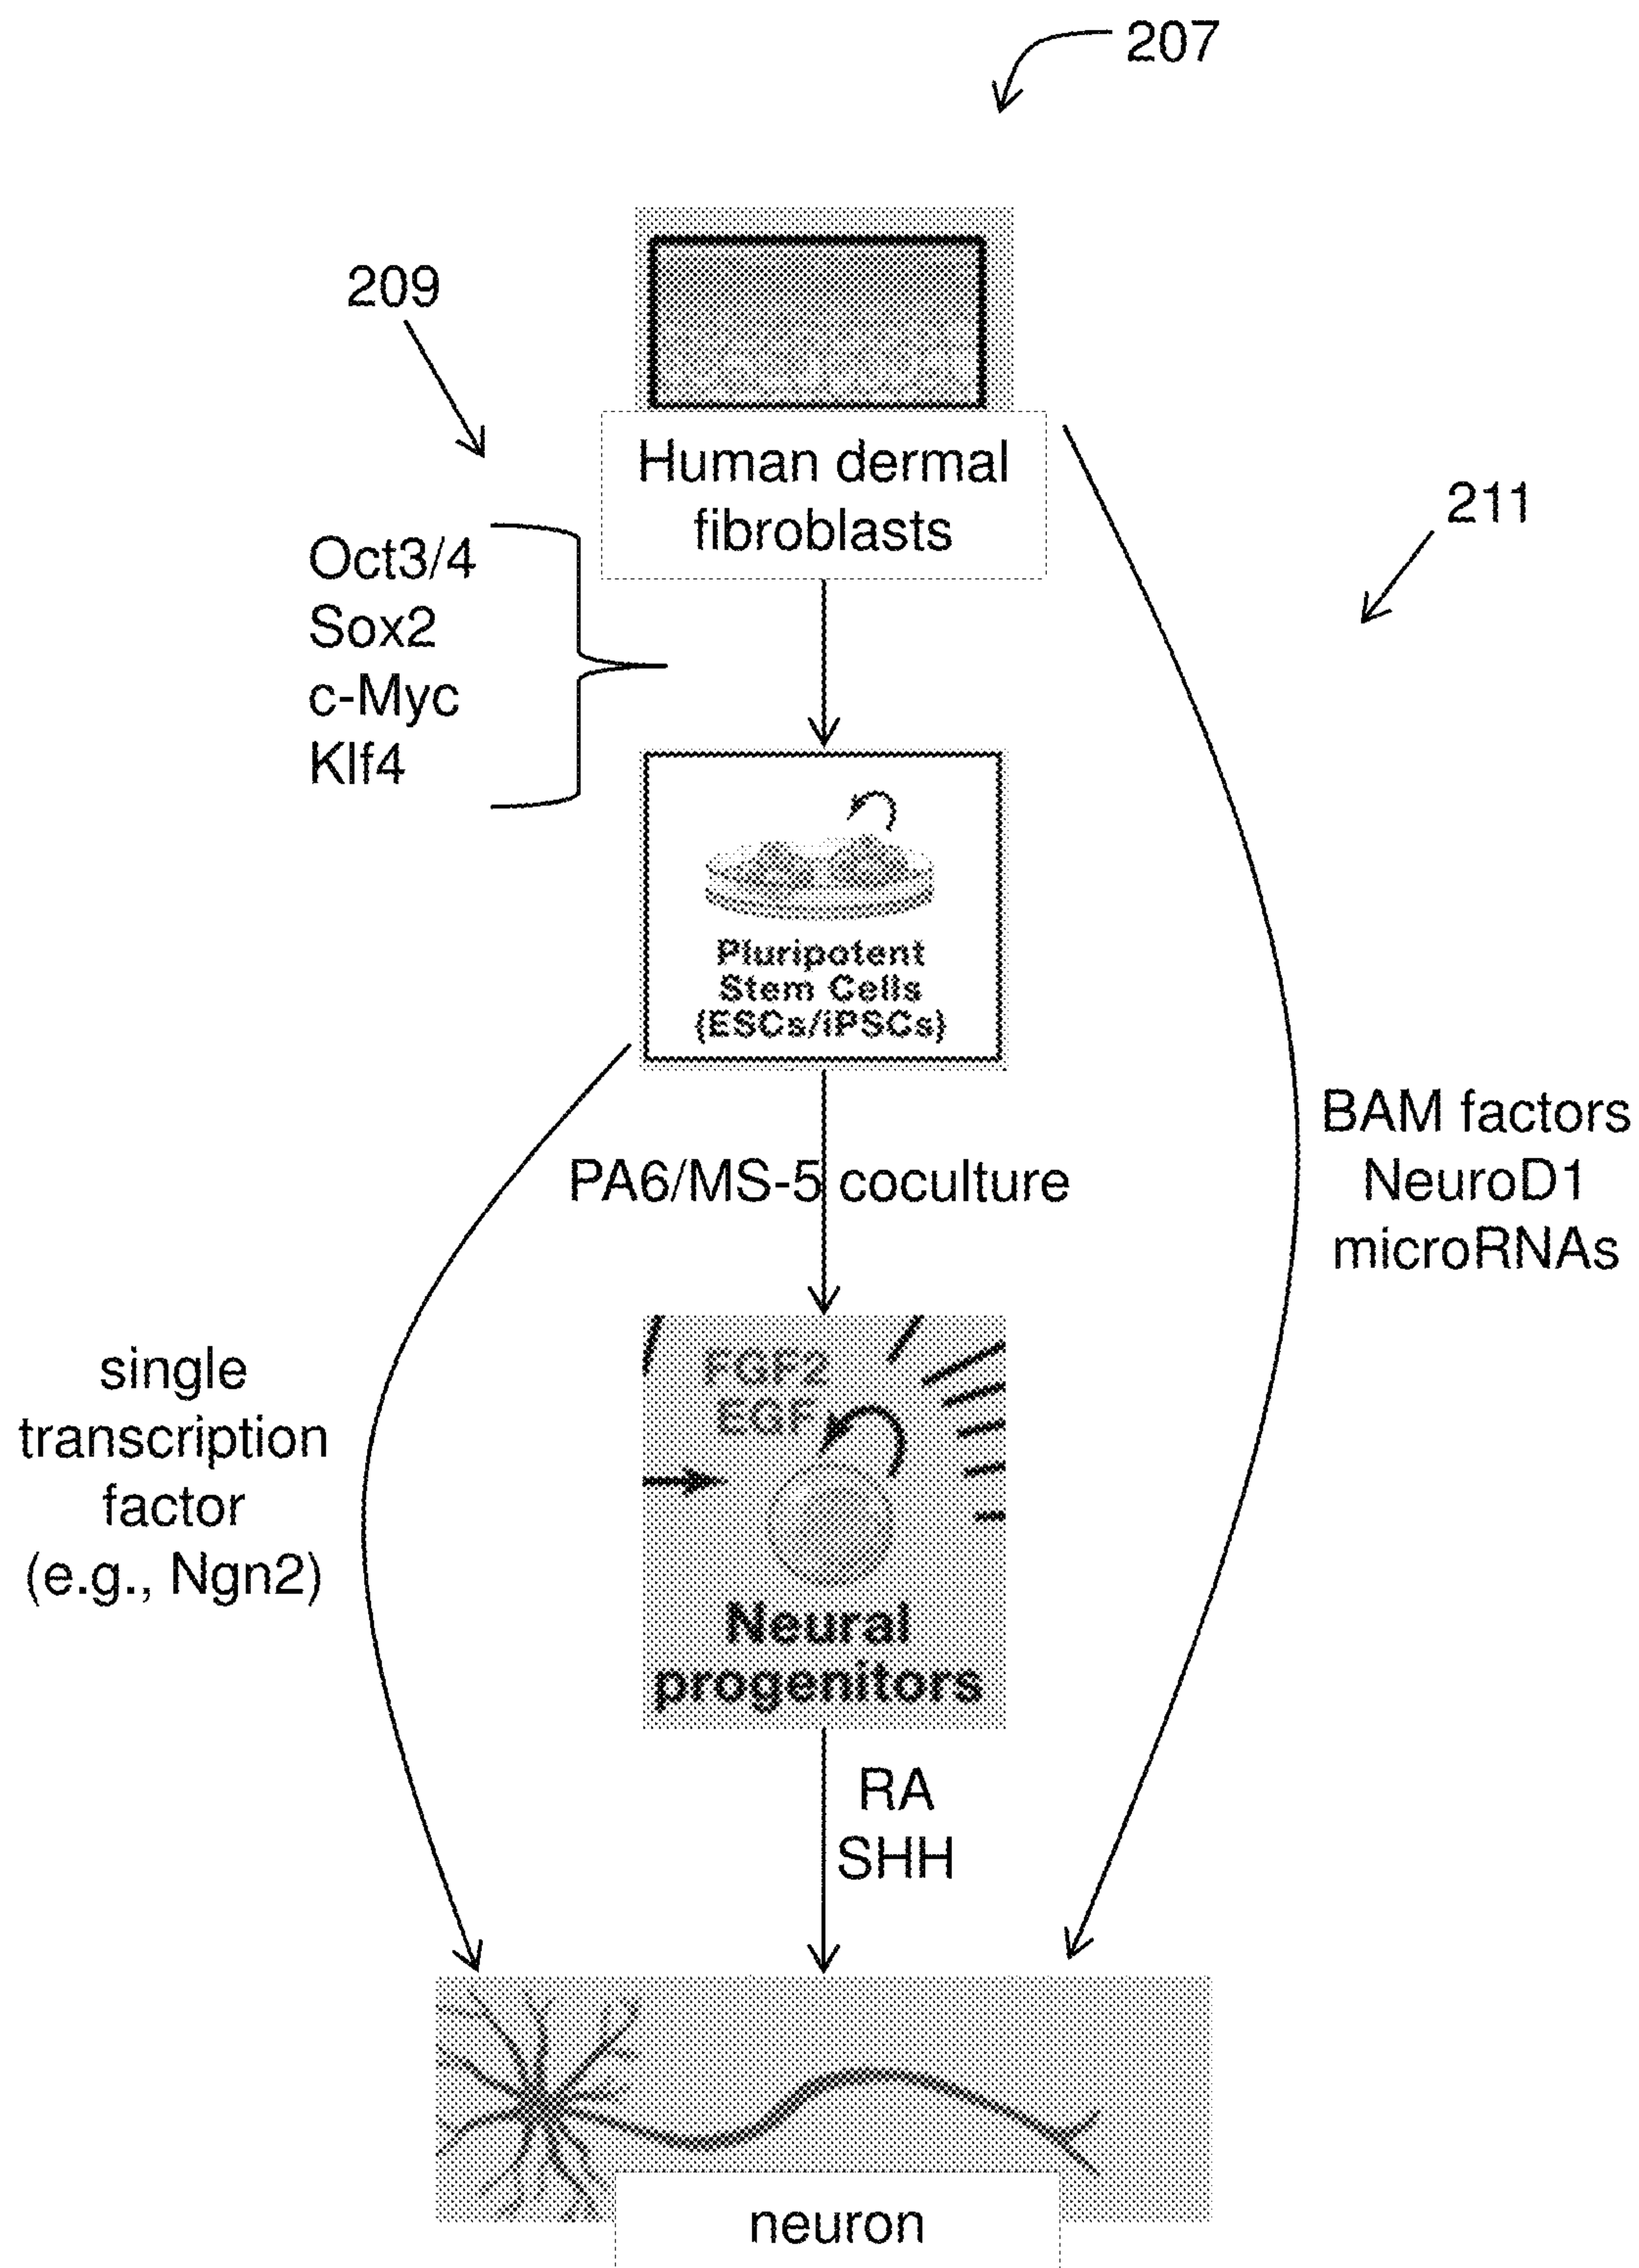 207
209
Human dermal
fibroblasts
211
Oct3/4
Sox2
c-Myc
Klf4
Pluripotent
Stem Cells
(ESCs/iPSCs)
BAM factors
NeuroD1
microRNAs
PA6/MS-5 coculture
single
transcription
factor
(e.g., Ngn2)
FGF2
EGF
Neural
progenitors
RA
SHH
neuron